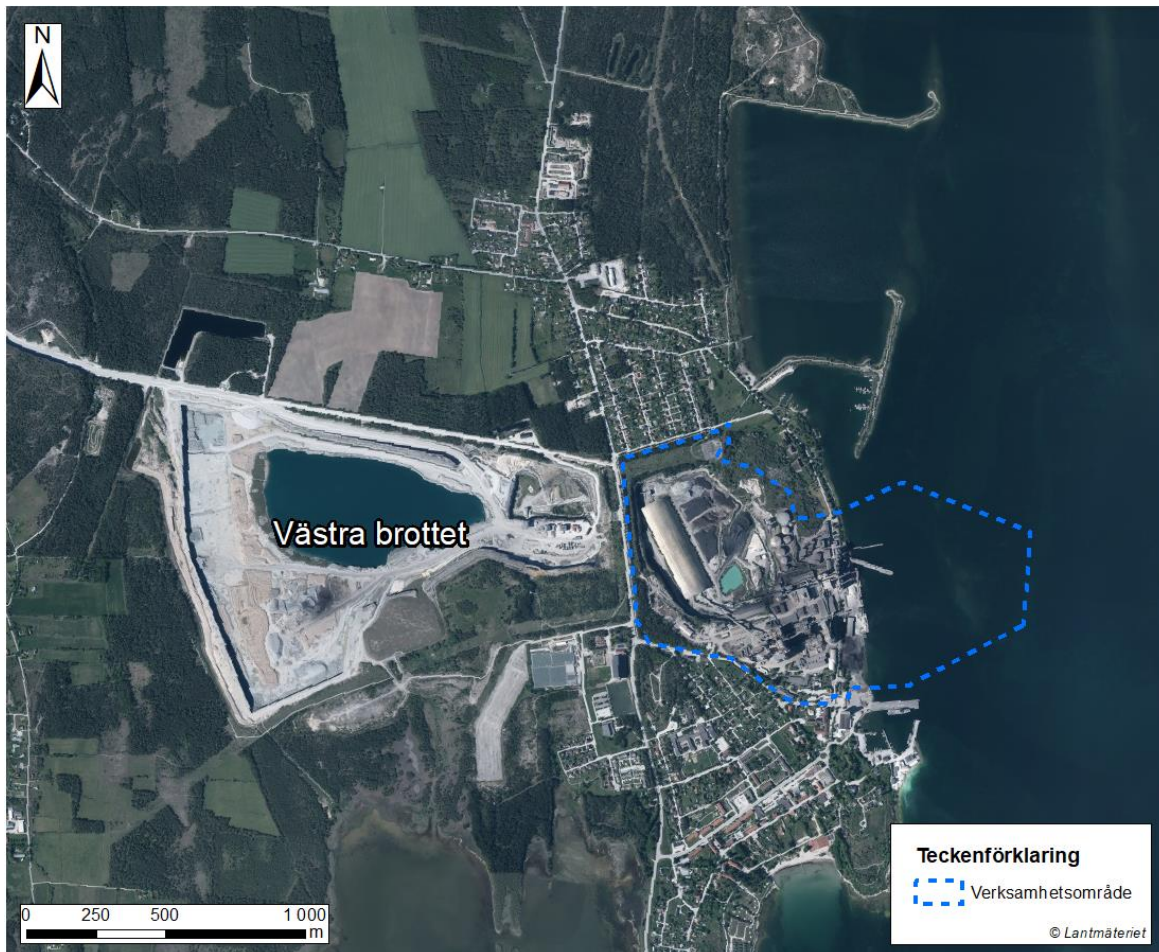 N
Västra brottet
Teckenförklaring
Verksamhetsområde
0 250 500 1 000
m
© Lantmäteriet